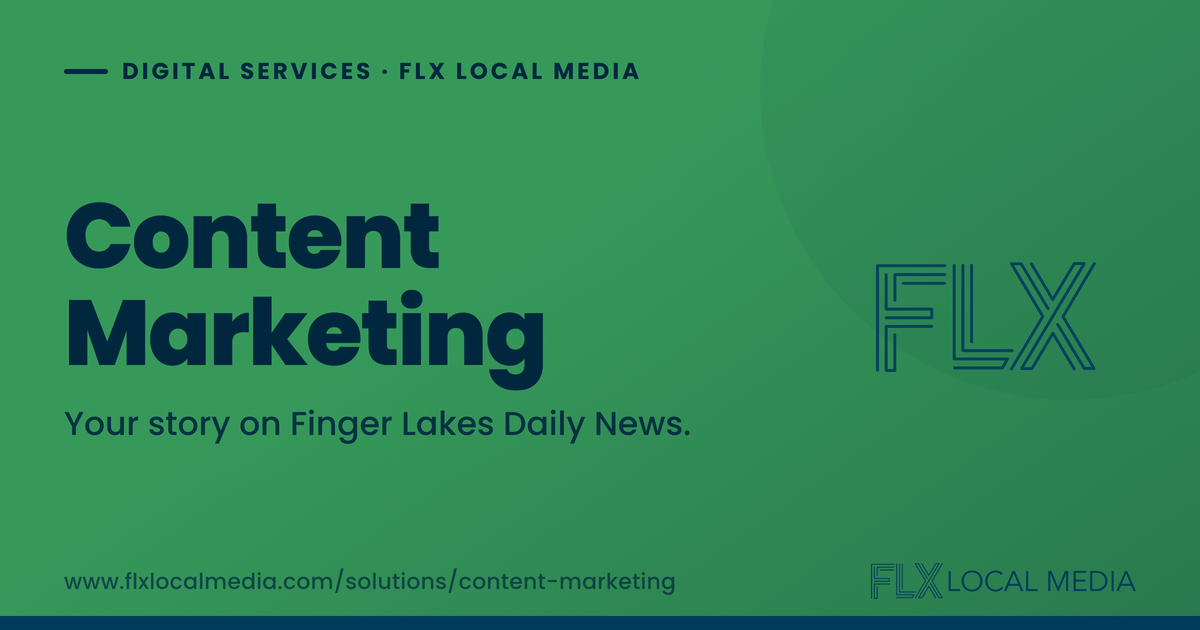 DIGITAL SERVICES · FLX LOCAL MEDIA
Content
Marketing
FLX
Your story on Finger Lakes Daily News.
www.flxlocalmedia.com/solutions/content-marketing
FLX LOCAL MEDIA